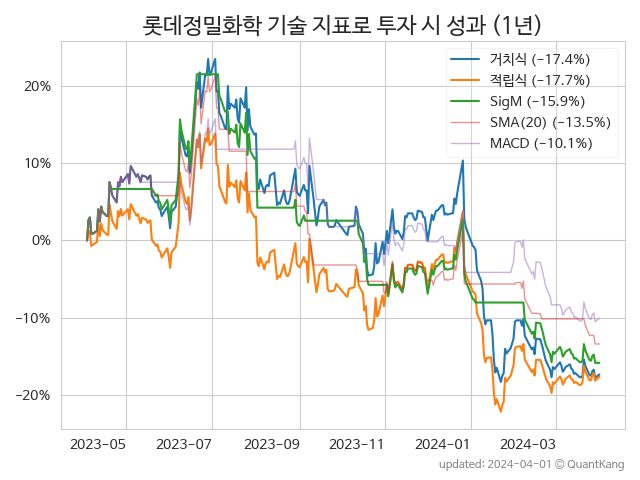 롯데정밀화학 기술 지표로 투자 시 성과 (1년)
거치식 (−17.4%)
적립식 (−17.7%)
SigM (−15.9%)
SMA(20) (−13.5%)
MACD (−10.1%)
20%
10%
0%
−10%
−20%
2023-05 2023-07 2023-09 2023-11 2024-01 2024-03
updated: 2024-04-01 © QuantKang